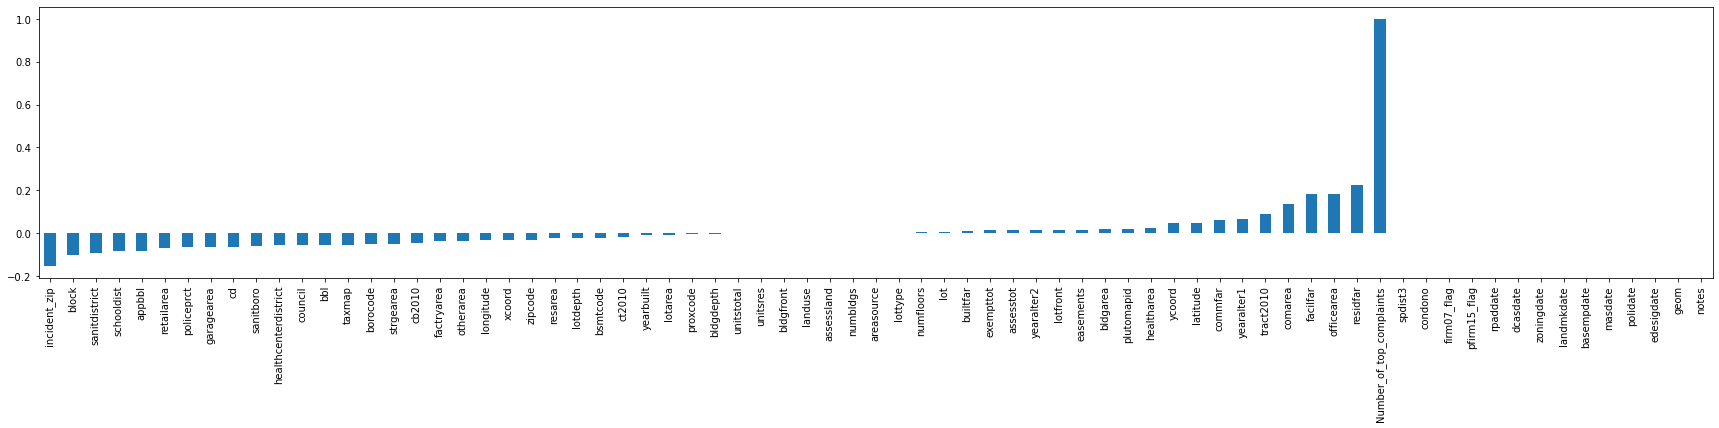 1.0
0.8
0.6
0.4
0.2
0.0
−0.2
incident_zip
block
sanitdistrict
schooldist
appbbl
retailarea
policeprct
garagearea
cd
sanitboro
healthcenterdistrict
council
bbl
taxmap
borocode
strgearea
cb2010
factryarea
otherarea
longitude
xcoord
zipcode
resarea
lotdepth
bsmtcode
ct2010
yearbuilt
lotarea
proxcode
bldgdepth
unitstotal
unitsres
bldgfront
landuse
assessland
numbldgs
areasource
lottype
numfloors
lot
builtfar
exempttot
assesstot
yearalter2
lotfront
easements
bldgarea
plutomapid
healtharea
ycoord
latitude
commfar
yearalter1
tract2010
comarea
facilfar
officearea
residfar
Number_of_top_complaints
spdist3
condono
firm07_flag
pfirm15_flag
rpaddate
dcasdate
zoningdate
landmkdate
basempdate
masdate
polidate
edesigdate
geom
notes